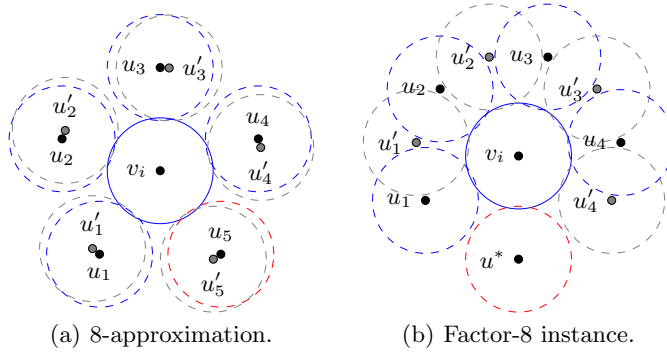 u₃ u′₃
u′₂
u₂
u₄
u′₄
vᵢ
u′₁
u₁
u₅
u′₅
(a) 8-approximation.
u′₂ u₃
u₂ u′₃
u′₁ u₄
vᵢ
u₁ u′₄
u*
(b) Factor-8 instance.